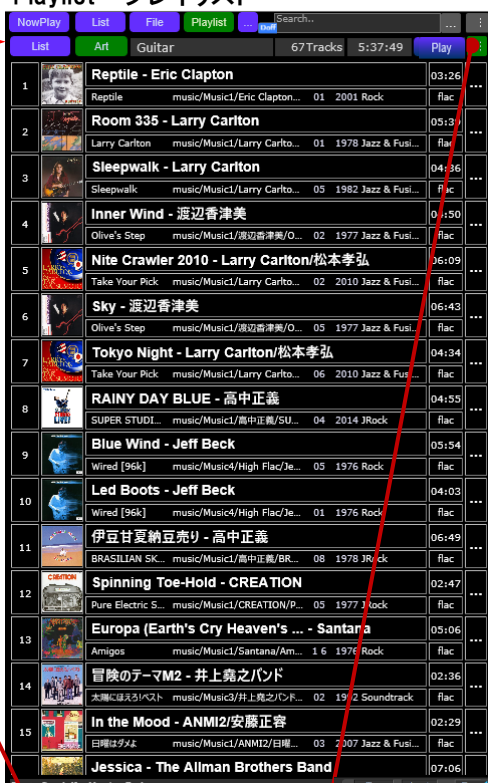 Playlist プレイリスト
NowPlay List File Playlist ... Doff Search.. ... ⋮
List Art Guitar 67Tracks 5:37:49 Play ⋮
1 Reptile - Eric Clapton 03:26 ...
Reptile music/Music1/Eric Clapton... 01 2001 Rock flac
2 Room 335 - Larry Carlton 05:39 ...
Larry Carlton music/Music1/Larry Carlto... 01 1978 Jazz & Fusi... flac
3 Sleepwalk - Larry Carlton 04:36 ...
Sleepwalk music/Music1/Larry Carlto... 05 1982 Jazz & Fusi... flac
4 Inner Wind - 渡辺香津美 04:50 ...
Olive's Step music/Music1/渡辺香津美/O... 02 1977 Jazz & Fusi... flac
5 Nite Crawler 2010 - Larry Carlton/松本孝弘 06:09 ...
Take Your Pick music/Music1/Larry Carlto... 02 2010 Jazz & Fusi... flac
6 Sky - 渡辺香津美 06:43 ...
Olive's Step music/Music1/渡辺香津美/O... 05 1977 Jazz & Fusi... flac
7 Tokyo Night - Larry Carlton/松本孝弘 04:34 ...
Take Your Pick music/Music1/Larry Carlto... 06 2010 Jazz & Fus... flac
8 RAINY DAY BLUE - 高中正義 04:55 ...
SUPER STUDI... music/Music1/高中正義/SU... 04 2014 JRock flac
9 Blue Wind - Jeff Beck 05:54 ...
Wired [96k] music/Music4/High Flac/Je... 05 1976 Rock flac
10 Led Boots - Jeff Beck 04:03 ...
Wired [96k] music/Music4/High Flac/Je... 01 1976 Rock flac
11 伊豆甘夏納豆売り - 高中正義 06:49 ...
BRASILIAN SK... music/Music1/高中正義/BR... 08 1978 JRock flac
12 Spinning Toe-Hold - CREATION 02:47 ...
Pure Electric S... music/Music1/CREATION/P... 05 1977 JRock flac
13 Europa (Earth's Cry Heaven's ... - Santana 05:06 ...
Amigos music/Music1/Santana/Am... 1 6 1976 Rock flac
14 冒険のテーマM2 - 井上堯之バンド 02:36 ...
太陽にほえろ!ベスト music/Music3/井上堯之バンド... 02 1992 Soundtrack flac
15 In the Mood - ANMI2/安藤正容 02:29 ...
日曜はダメよ music/Music1/ANMI2/日曜... 03 2007 Jazz & Fusi... flac
Jessica - The Allman Brothers Band 07:06